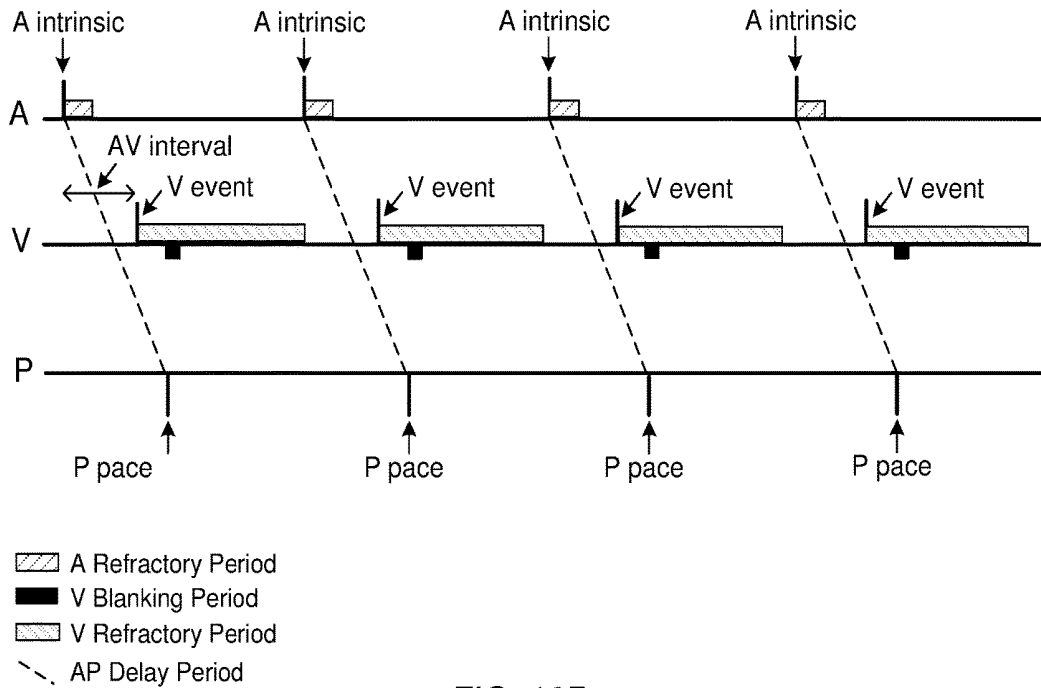 A intrinsic A intrinsic A intrinsic A intrinsic
A
AV interval
V event V event V event V event
V
P
P pace P pace P pace P pace
A Refractory Period
V Blanking Period
V Refractory Period
AP Delay Period